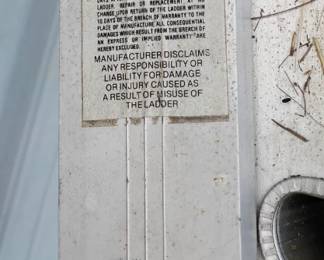 LADDER. REPAIR OR REPLACEMENT AT NO
CHARGE UPON RETURN OF THE LADDER WITHIN
10 DAYS OF THE BREACH OF WARRANTY TO THE
PLACE OF MANUFACTURE ALL CONSEQUENTIAL
DAMAGES WHICH RESULT FROM THE BREACH OF
AN EXPRESS OR IMPLIED WARRANTY ARE
HEREBY EXCLUDED.
MANUFACTURER DISCLAIMS
ANY RESPONSIBILITY OR
LIABILITY FOR DAMAGE
OR INJURY CAUSED AS
A RESULT OF MISUSE OF
THE LADDER